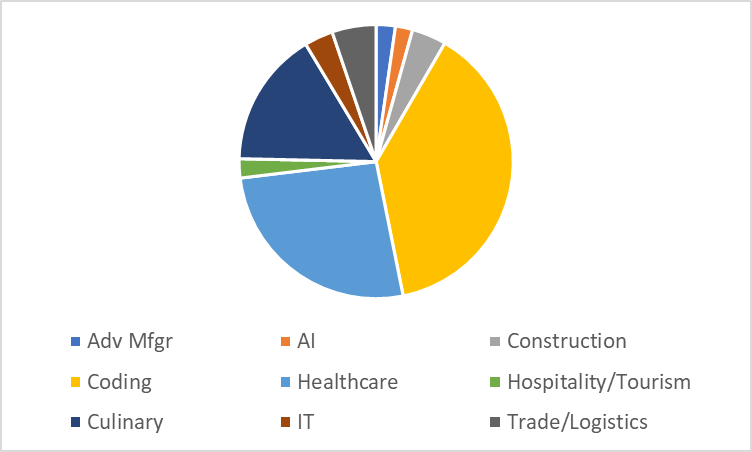 Adv Mfgr AI Construction
Coding Healthcare Hospitality/Tourism
Culinary IT Trade/Logistics